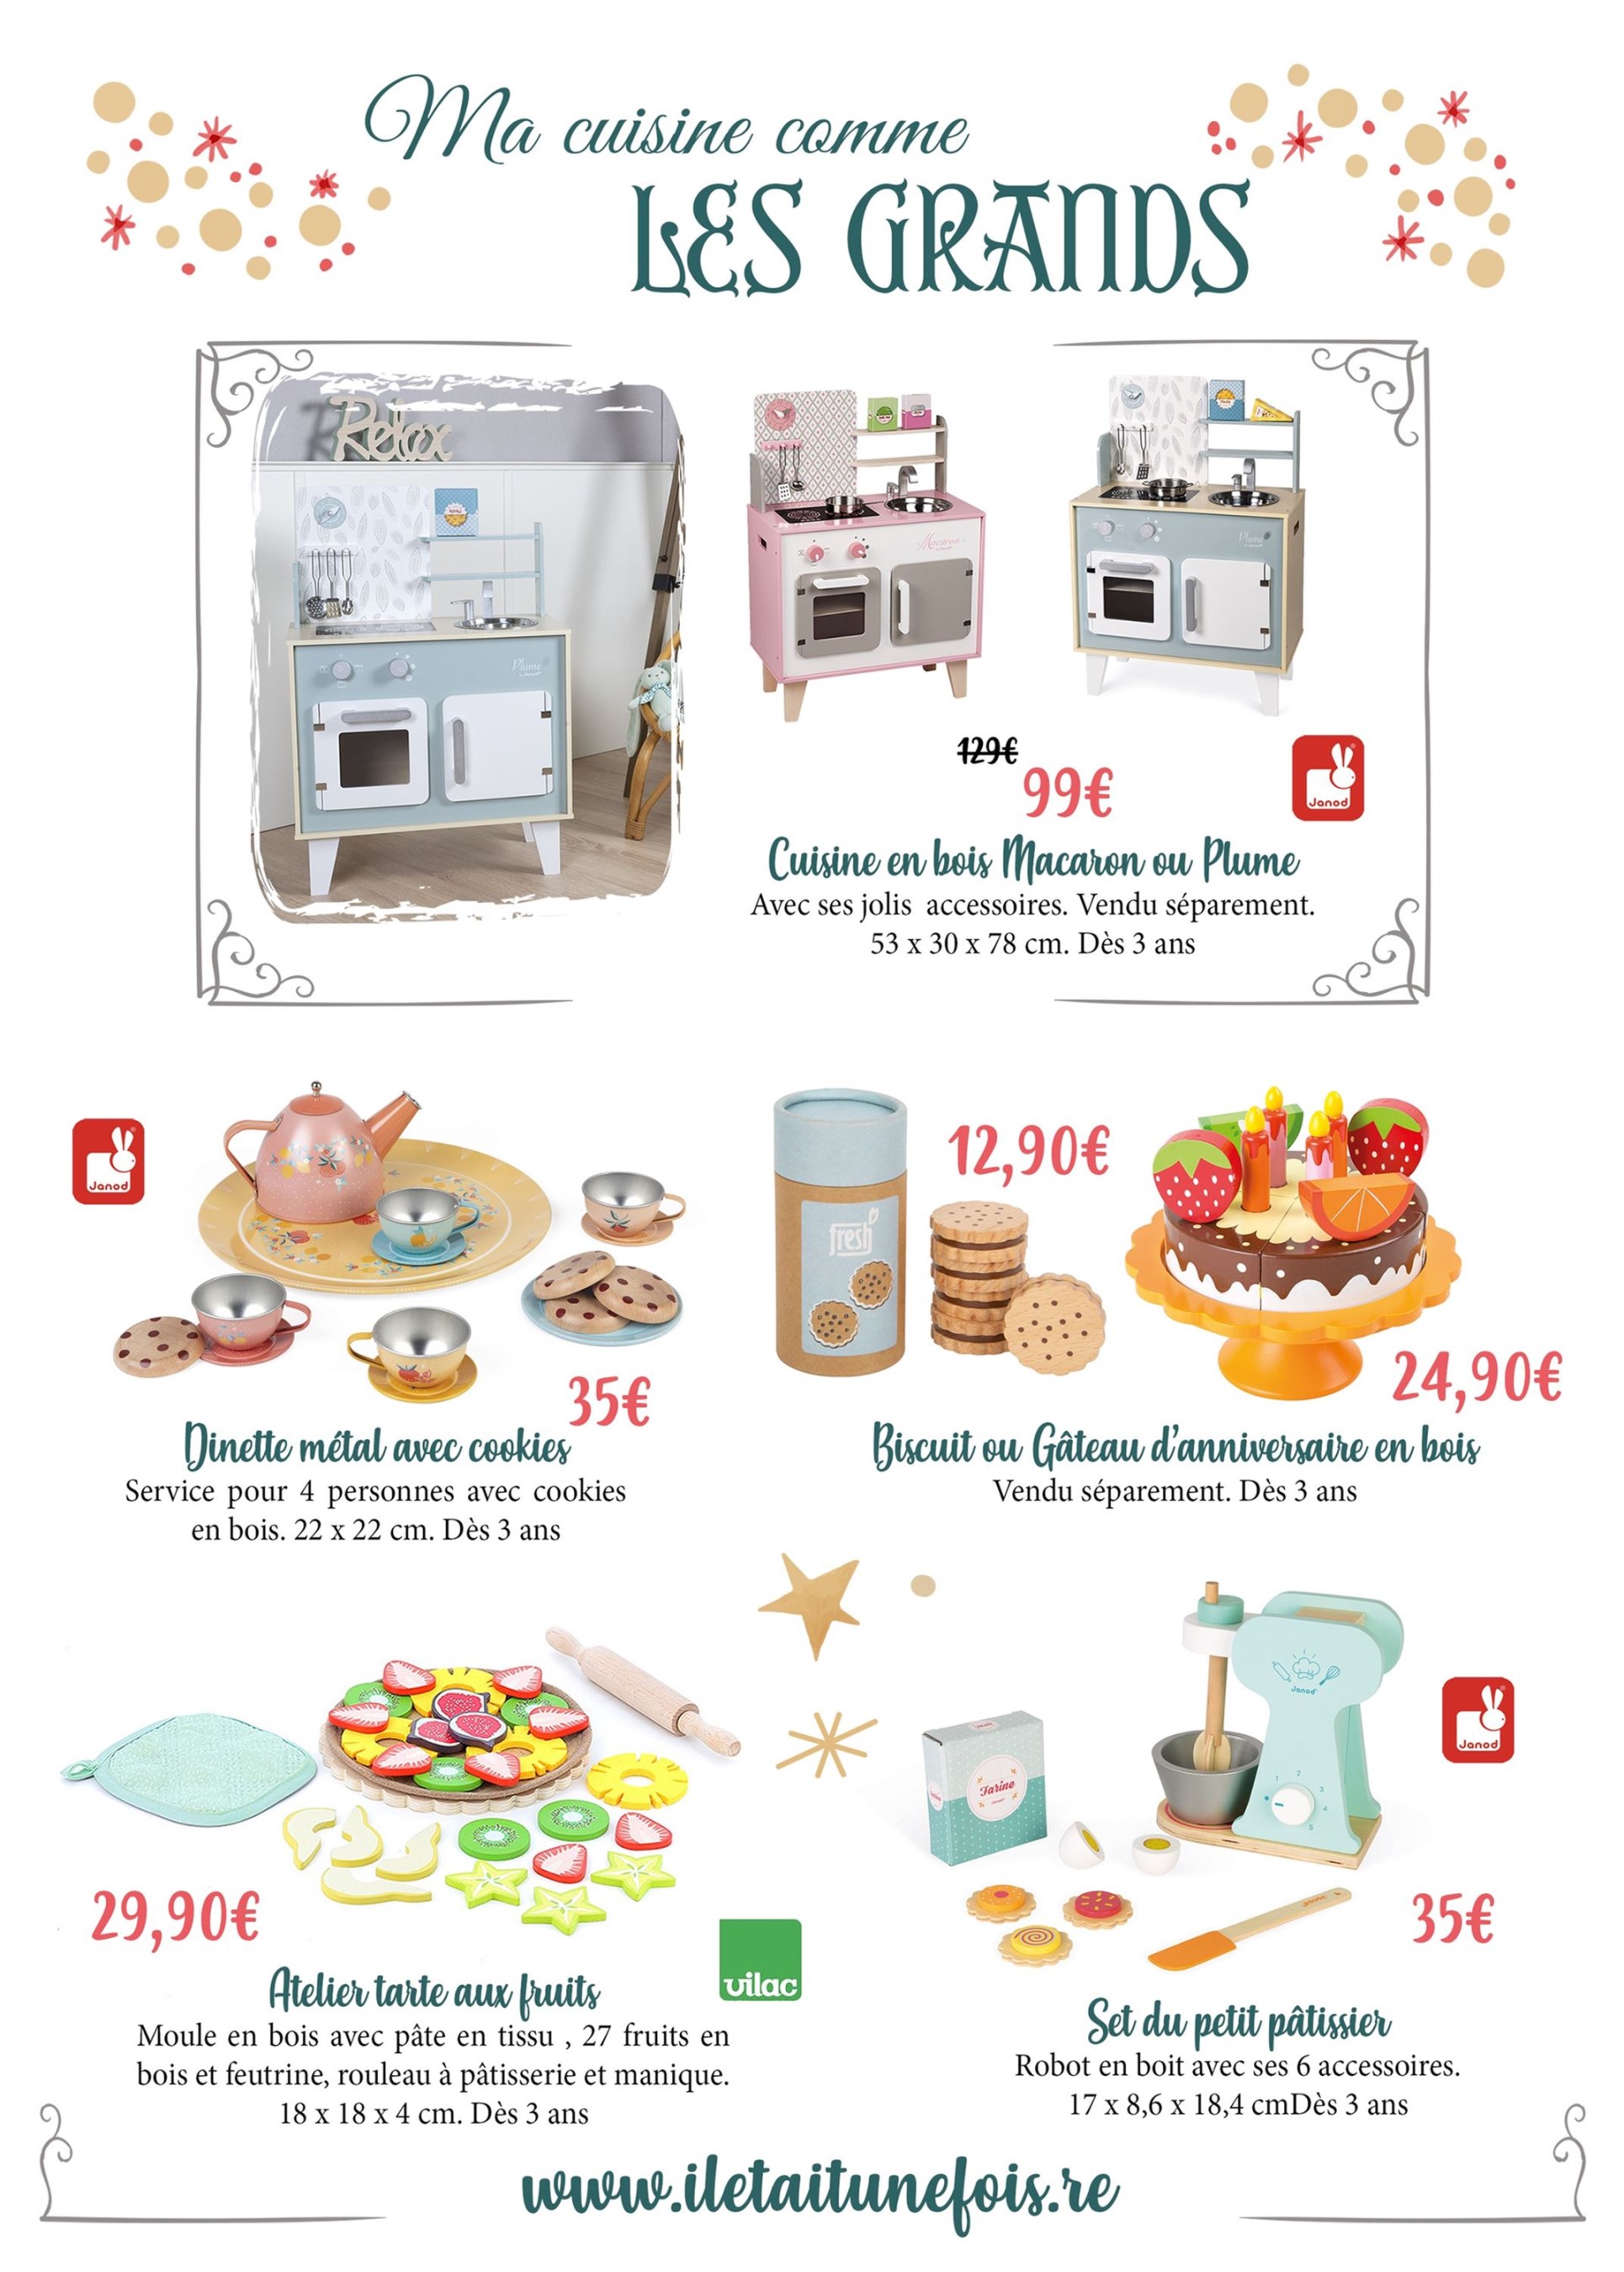 Ma cuisine comme
LES GRANDS
Relax
Plume
Macaron
Plume
129€
99€
Janod
Cuisine en bois Macaron ou Plume
Avec ses jolis accessoires. Vendu séparement.
53 x 30 x 78 cm. Dès 3 ans
Janod
35€
Dinette métal avec cookies
Service pour 4 personnes avec cookies
en bois. 22 x 22 cm. Dès 3 ans
fresh
12,90€
24,90€
Biscuit ou Gâteau d'anniversaire en bois
Vendu séparement. Dès 3 ans
29,90€
vilac
Atelier tarte aux fruits
Moule en bois avec pâte en tissu , 27 fruits en
bois et feutrine, rouleau à pâtisserie et manique.
18 x 18 x 4 cm. Dès 3 ans
Janod
Farine
1 2 3 4 5
Janod
35€
Set du petit pâtissier
Robot en boit avec ses 6 accessoires.
17 x 8,6 x 18,4 cmDès 3 ans
www.iletaitunefois.re